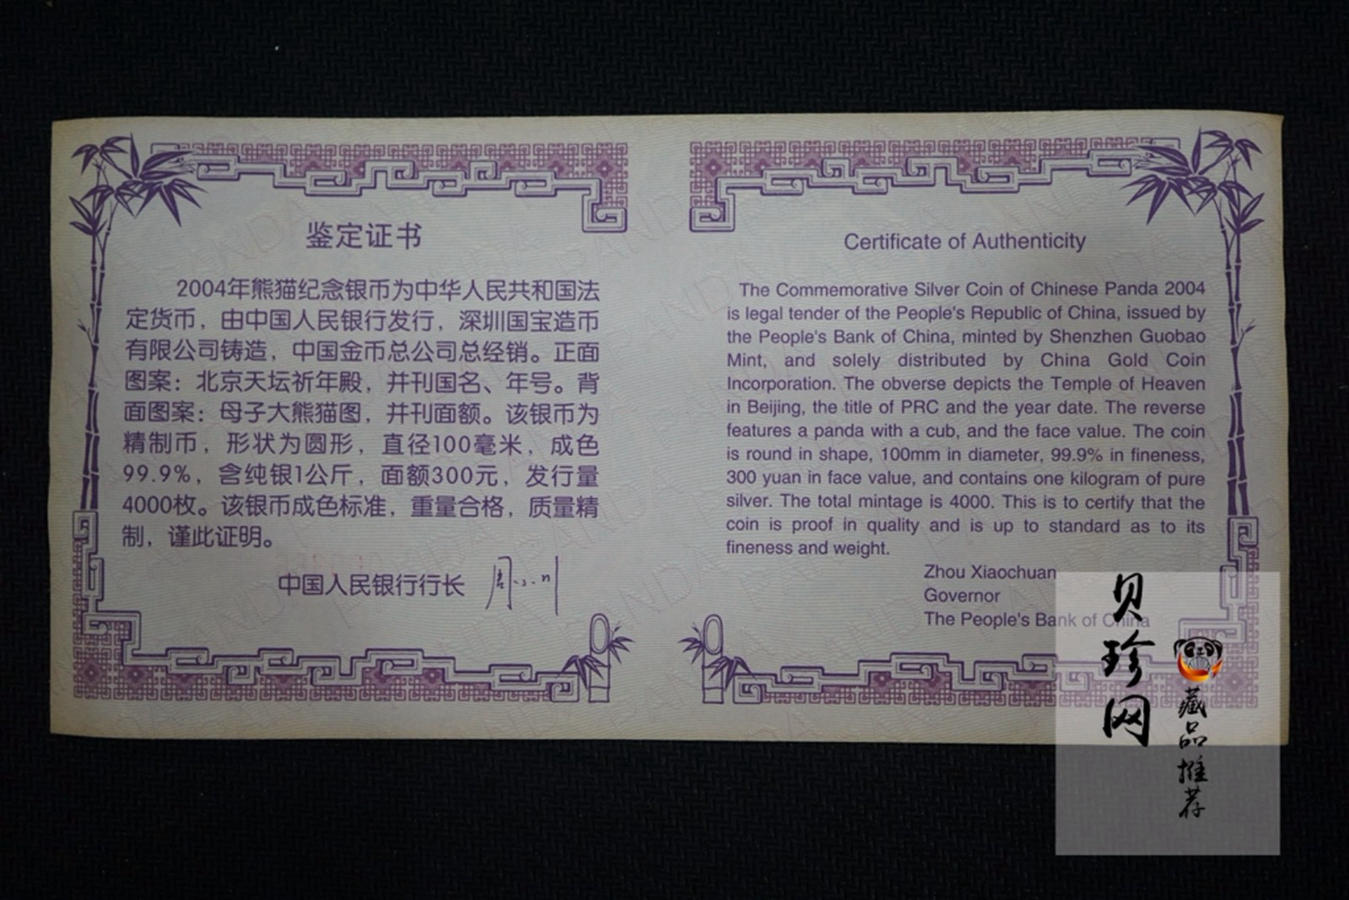 鉴定证书
2004年熊猫纪念银币为中华人民共和国法
定货币，由中国人民银行发行，深圳国宝造币
有限公司铸造，中国金币总公司总经销。正面
图案：北京天坛祈年殿，并刊国名、年号。背
面图案：母子大熊猫图，并刊面额。该银币为
精制币，形状为圆形，直径100毫米，成色
99.9%，含纯银1公斤，面额300元，发行量
4000枚。该银币成色标准，重量合格，质量精
制，谨此证明。
中国人民银行行长 周小川
Certificate of Authenticity
The Commemorative Silver Coin of Chinese Panda 2004
is legal tender of the People's Republic of China, issued by
the People's Bank of China, minted by Shenzhen Guobao
Mint, and solely distributed by China Gold Coin
Incorporation. The obverse depicts the Temple of Heaven
in Beijing, the title of PRC and the year date. The reverse
features a panda with a cub, and the face value. The coin
is round in shape, 100mm in diameter, 99.9% in fineness,
300 yuan in face value, and contains one kilogram of pure
silver. The total mintage is 4000. This is to certify that the
coin is proof in quality and is up to standard as to its
fineness and weight.
Zhou Xiaochuan
Governor
The People's Bank of China
贝珍网
藏品推荐